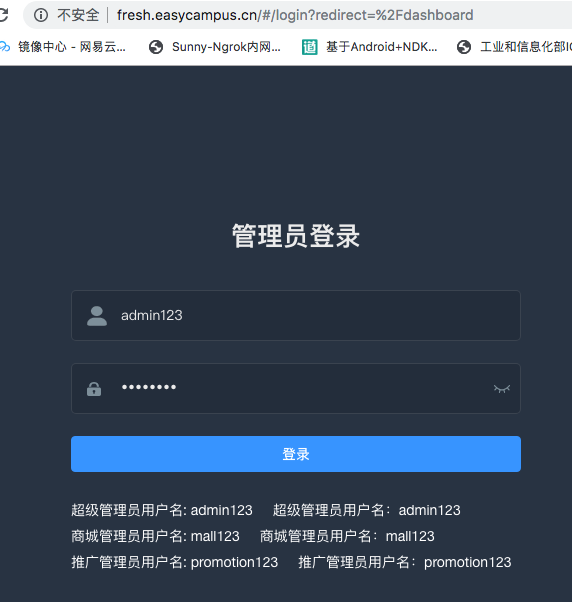 不安全 fresh.easycampus.cn/#/login?redirect=%2Fdashboard
镜像中心 - 网易云... Sunny-Ngrok内网... 基于Android+NDK... 工业和信息化部IC
管理员登录
admin123
••••••••
登录
超级管理员用户名: admin123 超级管理员用户名：admin123
商城管理员用户名: mall123 商城管理员用户名：mall123
推广管理员用户名: promotion123 推广管理员用户名：promotion123